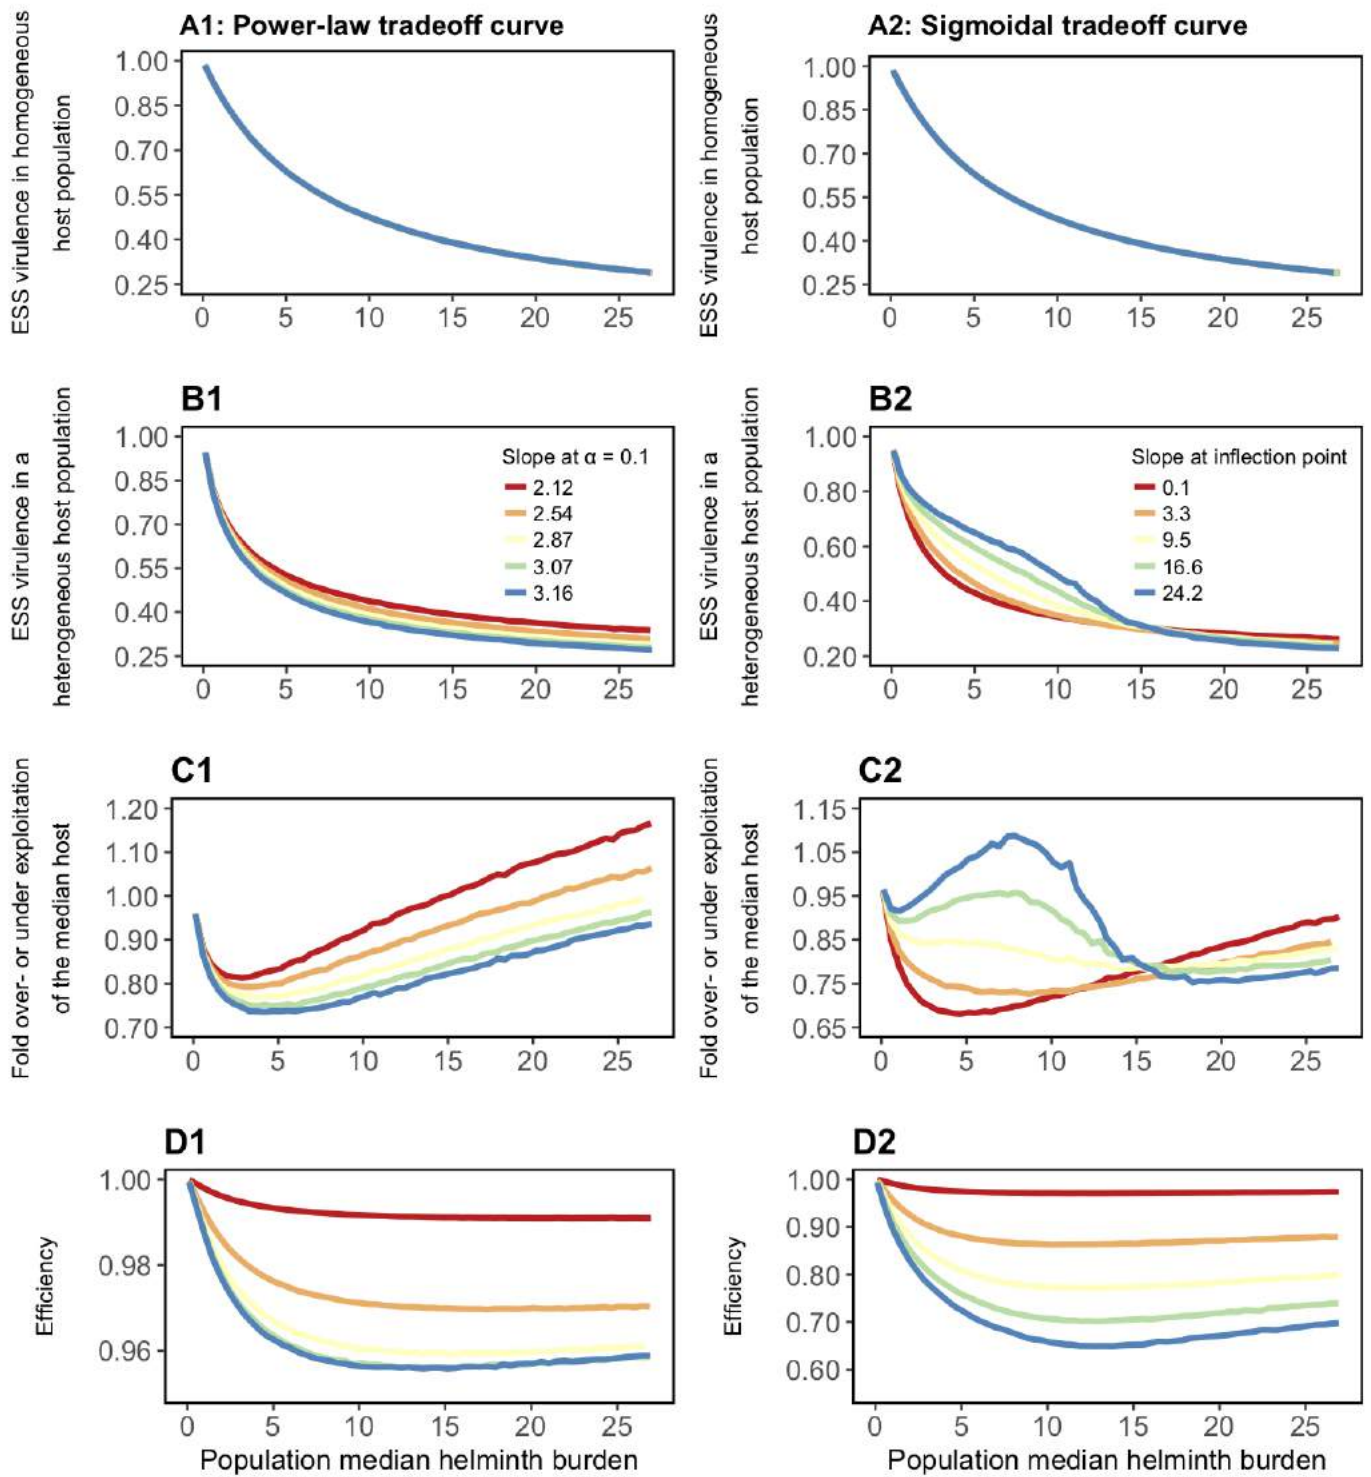 A1: Power-law tradeoff curve
ESS virulence in homogeneous
host population
1.00
0.85
0.70
0.55
0.40
0.25
0 5 10 15 20 25
A2: Sigmoidal tradeoff curve
ESS virulence in homogeneous
host population
1.00
0.85
0.70
0.55
0.40
0.25
0 5 10 15 20 25
B1
ESS virulence in a
heterogeneous host population
1.00
0.85
0.70
0.55
0.40
0.25
Slope at α = 0.1
2.12
2.54
2.87
3.07
3.16
0 5 10 15 20 25
B2
ESS virulence in a
heterogeneous host population
1.00
0.80
0.60
0.40
0.20
Slope at inflection point
0.1
3.3
9.5
16.6
24.2
0 5 10 15 20 25
C1
Fold over- or under exploitation
of the median host
1.20
1.10
1.00
0.90
0.80
0.70
0 5 10 15 20 25
C2
Fold over- or under exploitation
of the median host
1.15
1.05
0.95
0.85
0.75
0.65
0 5 10 15 20 25
D1
Efficiency
1.00
0.98
0.96
0 5 10 15 20 25
Population median helminth burden
D2
Efficiency
1.00
0.90
0.80
0.70
0.60
0 5 10 15 20 25
Population median helminth burden